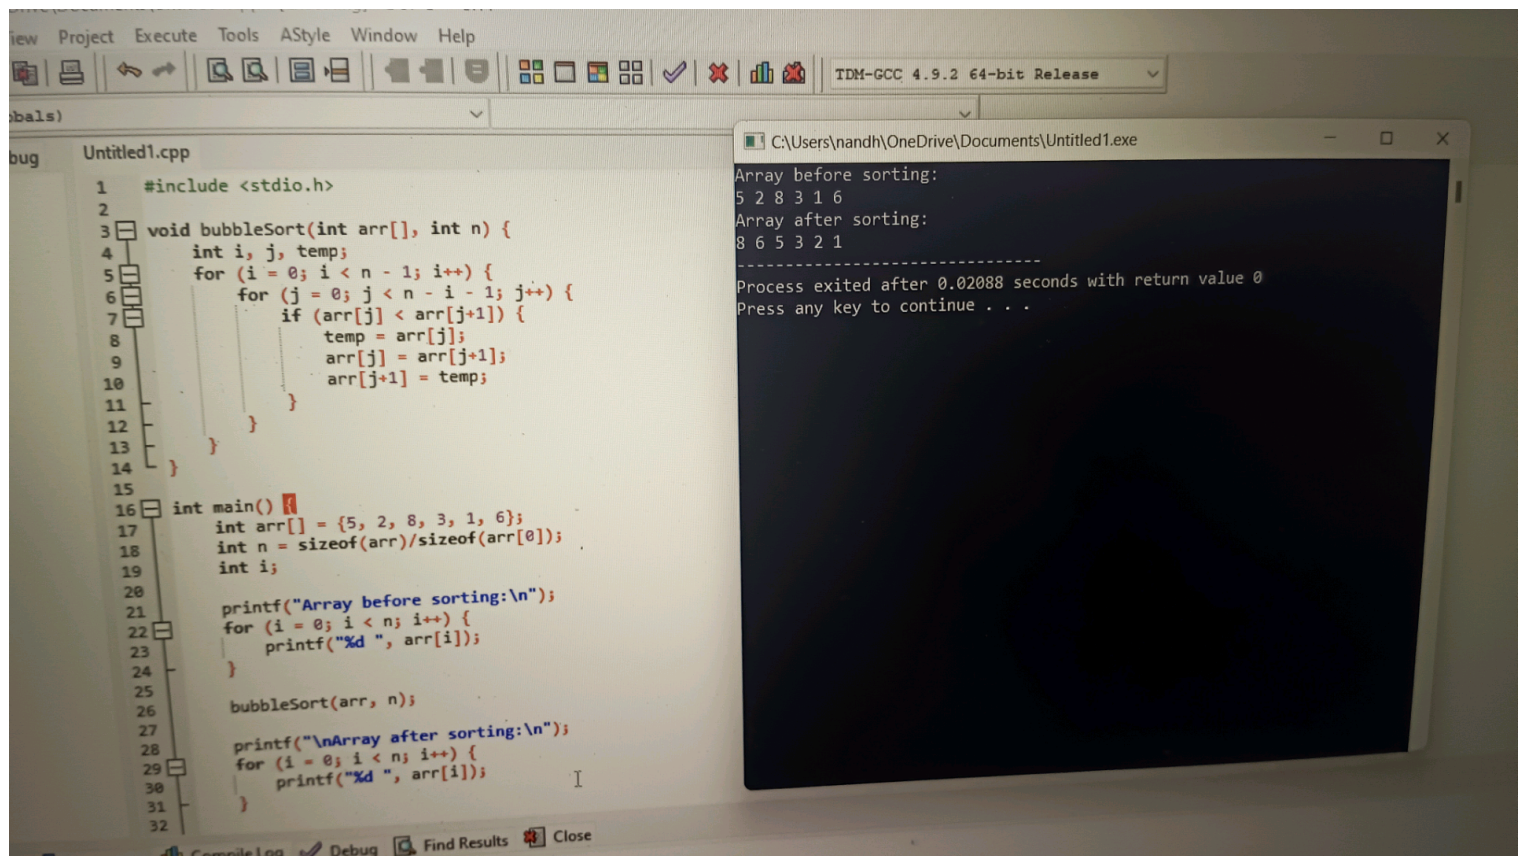 iew Project Execute Tools AStyle Window Help
TDM-GCC 4.9.2 64-bit Release
obals)
bug
Untitled1.cpp
1 #include <stdio.h>
2
3 void bubbleSort(int arr[], int n) {
4 int i, j, temp;
5 for (i = 0; i < n - 1; i++) {
6 for (j = 0; j < n - i - 1; j++) {
7 if (arr[j] < arr[j+1]) {
8 temp = arr[j];
9 arr[j] = arr[j+1];
10 arr[j+1] = temp;
11 }
12 }
13 }
14 }
15
16 int main() {
17 int arr[] = {5, 2, 8, 3, 1, 6};
18 int n = sizeof(arr)/sizeof(arr[0]);
19 int i;
20
21 printf("Array before sorting:\n");
22 for (i = 0; i < n; i++) {
23 printf("%d ", arr[i]);
24 }
25
26 bubbleSort(arr, n);
27
28 printf("\nArray after sorting:\n");
29 for (i = 0; i < n; i++) {
30 printf("%d ", arr[i]);
31 }
32
Compile Log Debug Find Results Close
C:\Users\nandh\OneDrive\Documents\Untitled1.exe
Array before sorting:
5 2 8 3 1 6
Array after sorting:
8 6 5 3 2 1
--------------------------------
Process exited after 0.02088 seconds with return value 0
Press any key to continue . . .